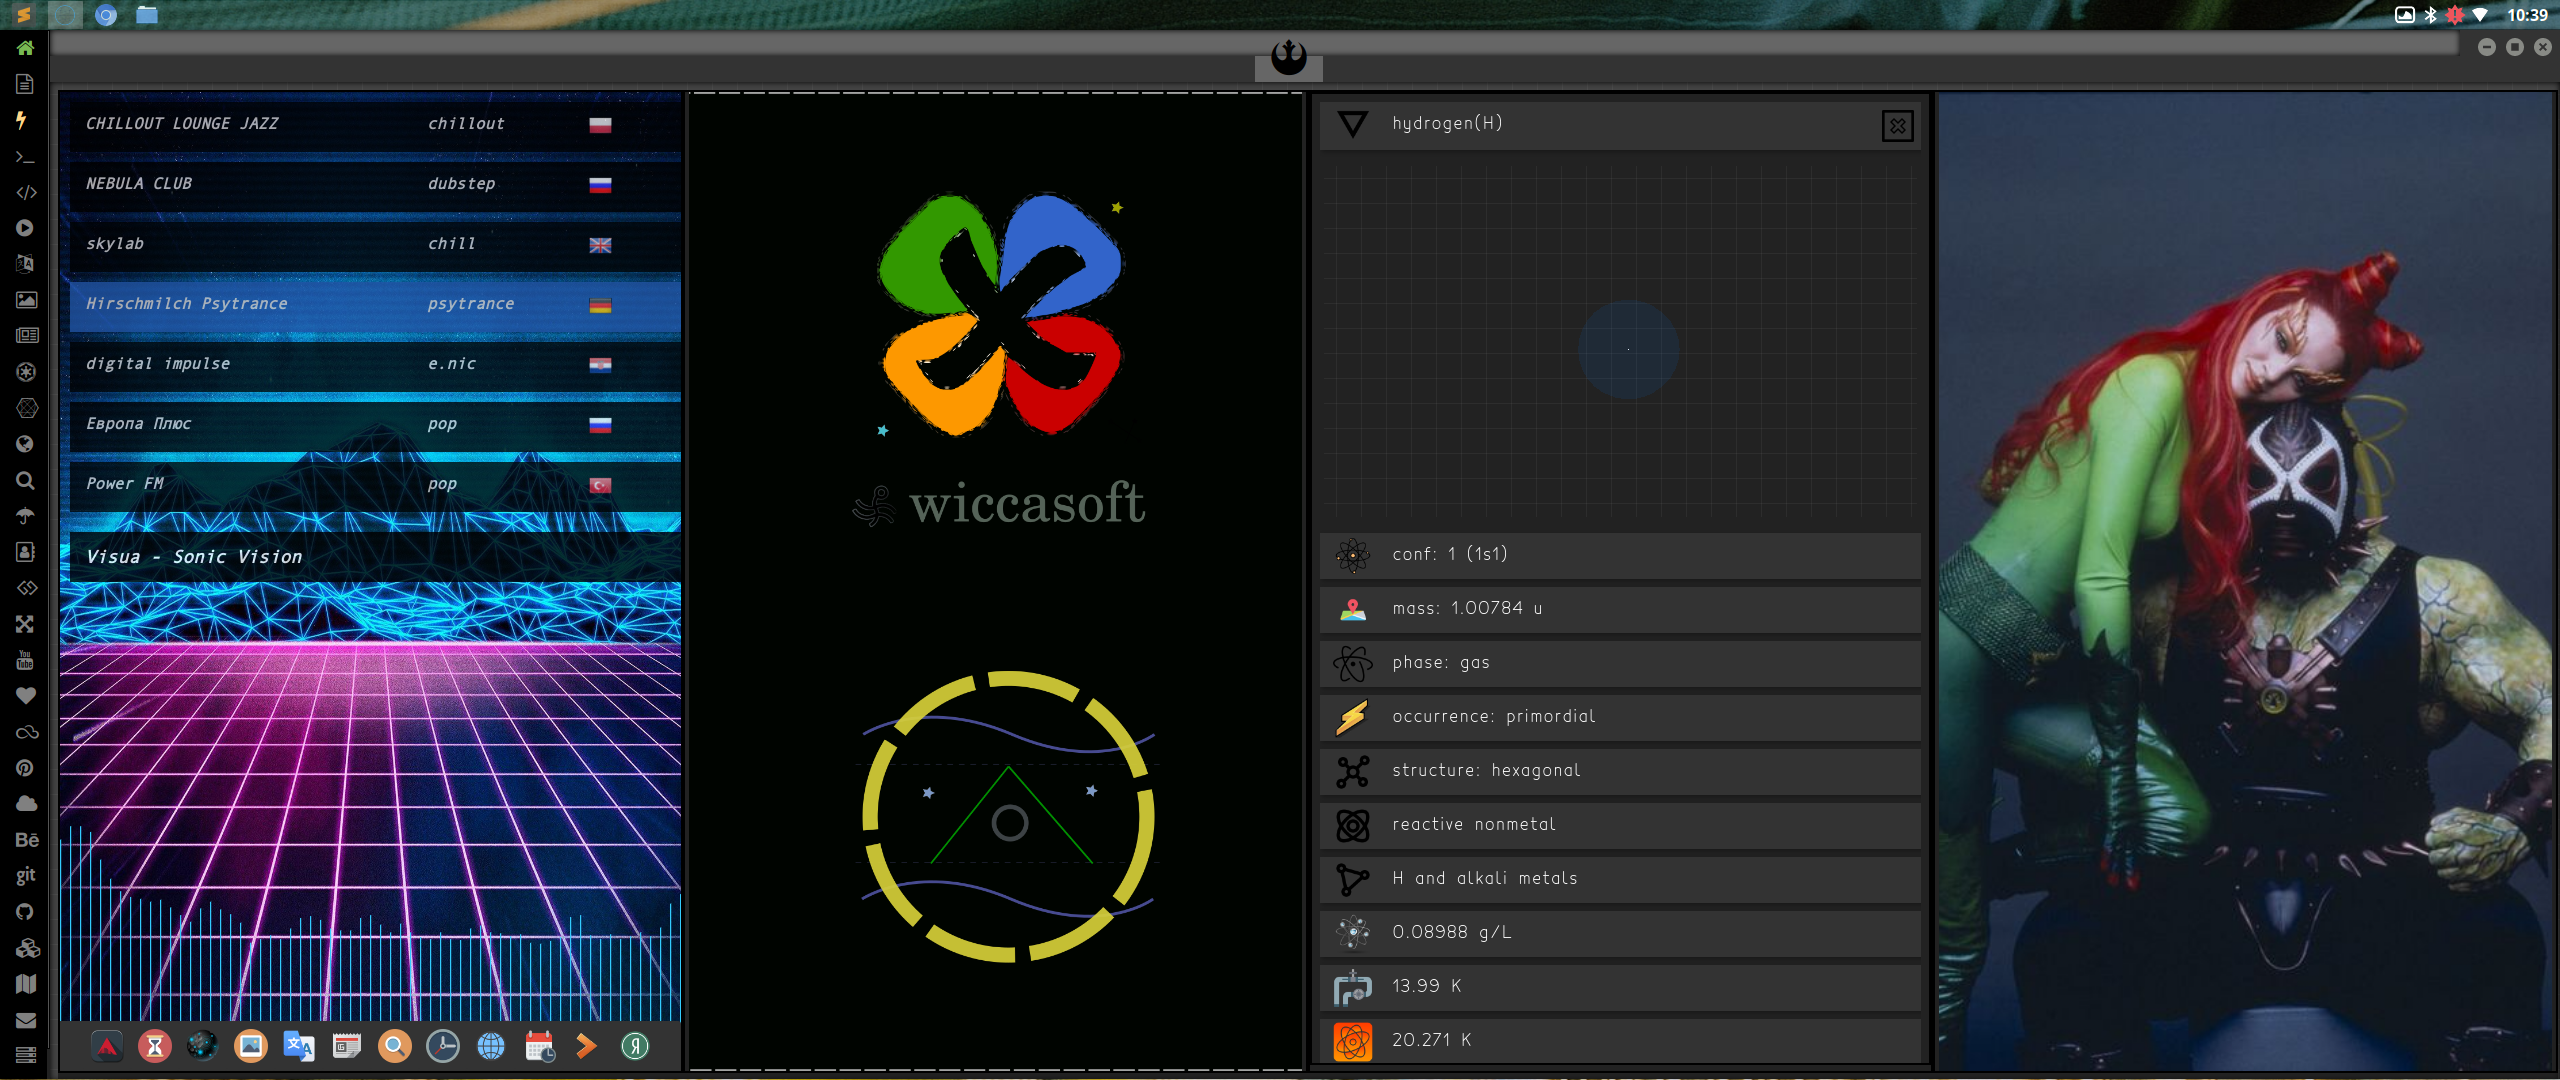 10:39
CHILLOUT LOUNGE JAZZ chillout
NEBULA CLUB dubstep
skylab chill
Hirschmilch Psytrance psytrance
digital impulse e.nic
Европа Плюс pop
Power FM pop
Visua - Sonic Vision
You
Tube
Bē
git
Я
wiccasoft
hydrogen(H)
conf: 1 (1s1)
mass: 1.00784 u
phase: gas
occurrence: primordial
structure: hexagonal
reactive nonmetal
H and alkali metals
0.08988 g/L
13.99 K
20.271 K